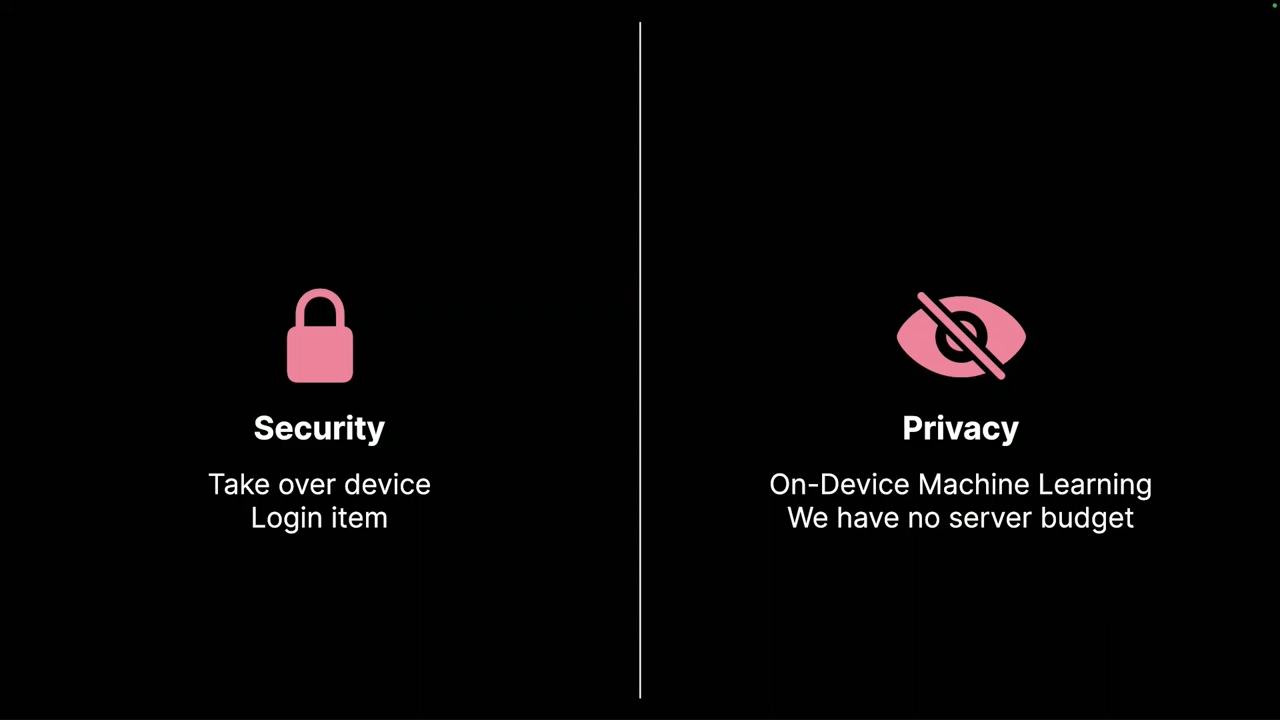 Security
Take over device
Login item
Privacy
On-Device Machine Learning
We have no server budget